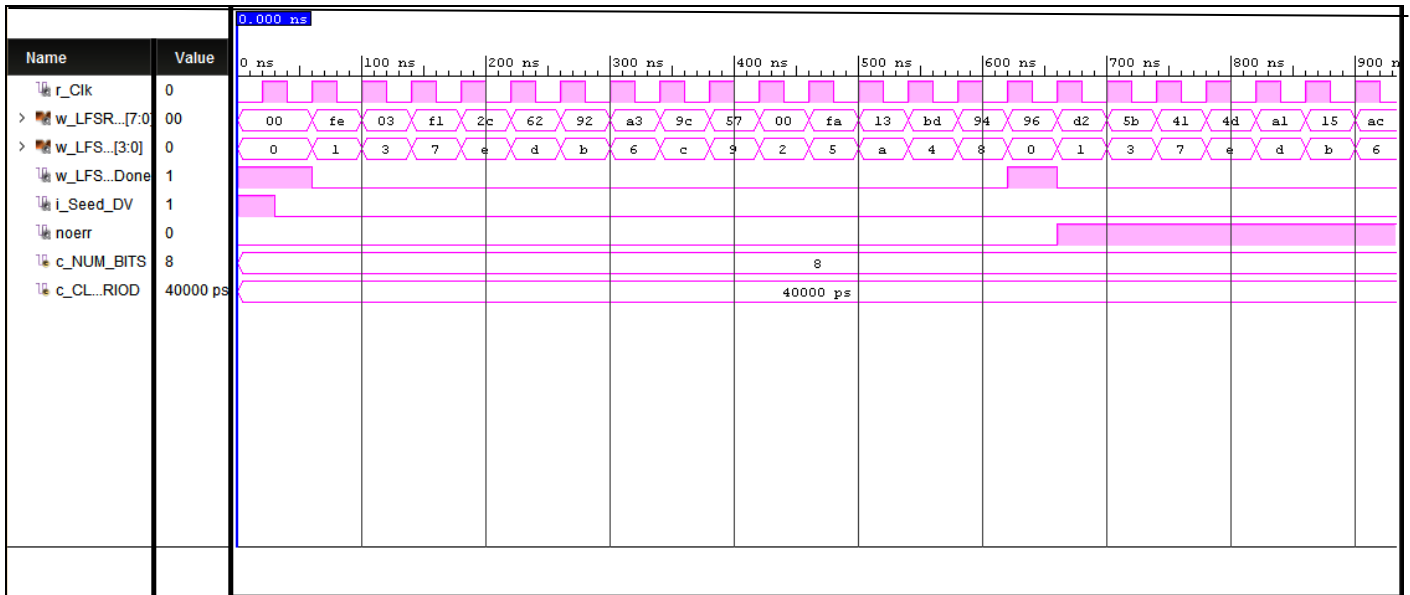 0.000 ns
Name Value
0 ns 100 ns 200 ns 300 ns 400 ns 500 ns 600 ns 700 ns 800 ns 900 n
r_Clk 0
> w_LFSR...[7:0] 00 00 fe 03 f1 2c 62 92 a3 9c 57 00 fa 13 bd 94 96 d2 5b 41 4d a1 15 ac
> w_LFS...[3:0] 0 0 1 3 7 e d b 6 c 9 2 5 a 4 8 0 1 3 7 e d b 6
w_LFS...Done 1
i_Seed_DV 1
noerr 0
c_NUM_BITS 8 8
c_CL...RIOD 40000 ps 40000 ps